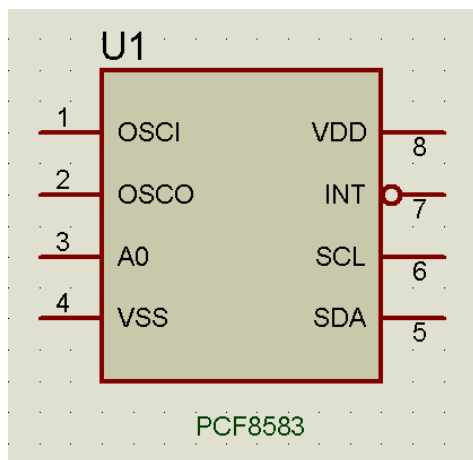 U1
1 OSCI VDD 8
2 OSCO INT 7
3 A0 SCL 6
4 VSS SDA 5
PCF8583